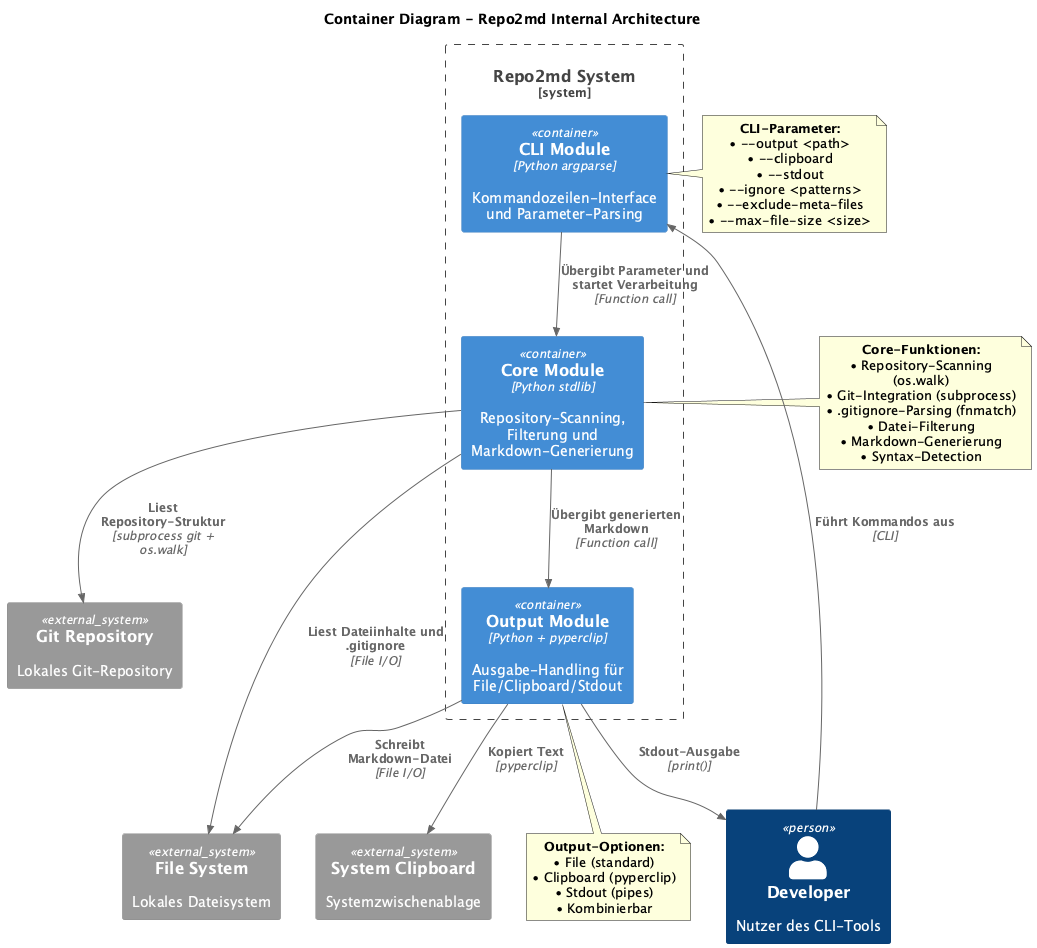 Container Diagram - Repo2md Internal Architecture
Repo2md System
[system]
«container»
CLI Module
[Python argparse]
Kommandozeilen-Interface
und Parameter-Parsing
CLI-Parameter:
• --output <path>
• --clipboard
• --stdout
• --ignore <patterns>
• --exclude-meta-files
• --max-file-size <size>
Übergibt Parameter und
startet Verarbeitung
[Function call]
«container»
Core Module
[Python stdlib]
Repository-Scanning,
Filterung und
Markdown-Generierung
Core-Funktionen:
• Repository-Scanning
(os.walk)
• Git-Integration (subprocess)
• .gitignore-Parsing (fnmatch)
• Datei-Filterung
• Markdown-Generierung
• Syntax-Detection
Liest
Repository-Struktur
[subprocess git +
os.walk]
Übergibt generierten
Markdown
[Function call]
Führt Kommandos aus
[CLI]
«external_system»
Git Repository
Lokales Git-Repository
Liest Dateiinhalte und
.gitignore
[File I/O]
«container»
Output Module
[Python + pyperclip]
Ausgabe-Handling für
File/Clipboard/Stdout
Schreibt
Markdown-Datei
[File I/O]
Kopiert Text
[pyperclip]
Stdout-Ausgabe
[print()]
«external_system»
File System
Lokales Dateisystem
«external_system»
System Clipboard
Systemzwischenablage
Output-Optionen:
• File (standard)
• Clipboard (pyperclip)
• Stdout (pipes)
• Kombinierbar
«person»
Developer
Nutzer des CLI-Tools